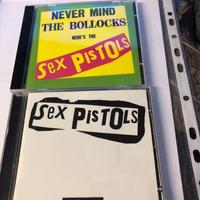 NEVER MIND
THE BOLLOCKS
HERE'S THE
Sex PISTOLS
Sex PISTOLS